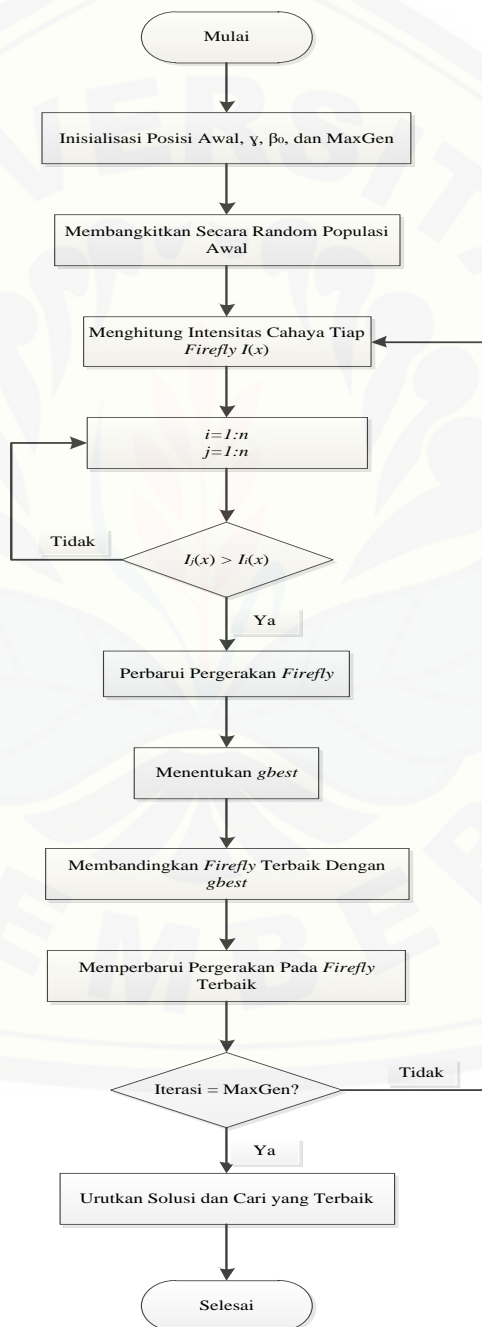 Mulai
Inisialisasi Posisi Awal, ɣ, β₀, dan MaxGen
Membangkitkan Secara Random Populasi
Awal
Menghitung Intensitas Cahaya Tiap
Firefly I(x)
i=1:n
j=1:n
Tidak
Iⱼ(x) > Iᵢ(x)
Ya
Perbarui Pergerakan Firefly
Menentukan gbest
Membandingkan Firefly Terbaik Dengan
gbest
Memperbarui Pergerakan Pada Firefly
Terbaik
Iterasi = MaxGen?
Tidak
Ya
Urutkan Solusi dan Cari yang Terbaik
Selesai